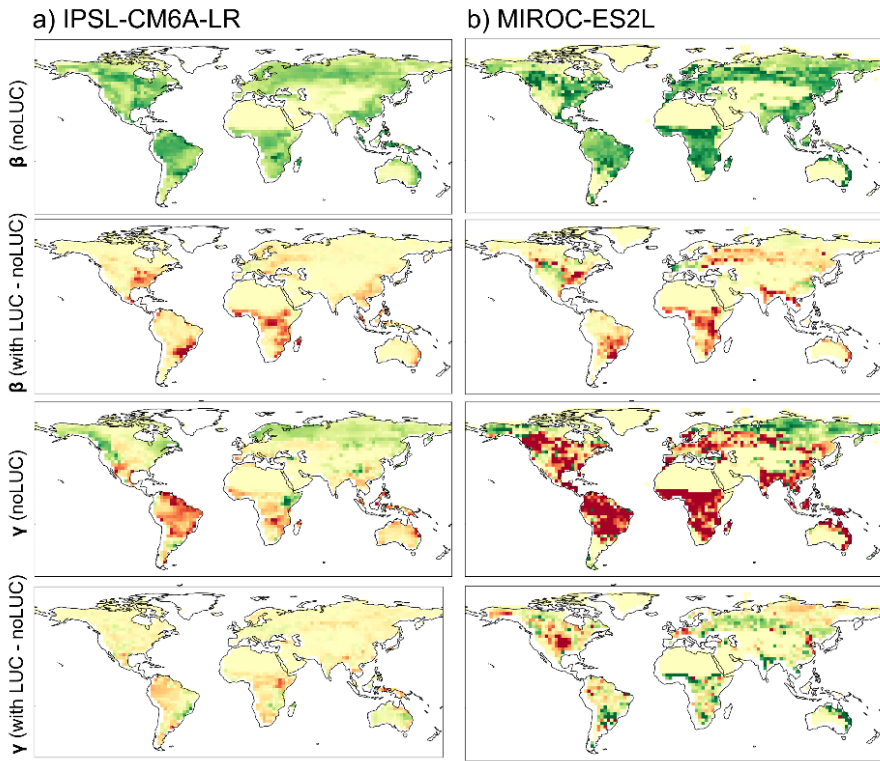 a) IPSL-CM6A-LR
b) MIROC-ES2L
β (noLUC)
β (with LUC - noLUC)
γ (noLUC)
γ (with LUC - noLUC)